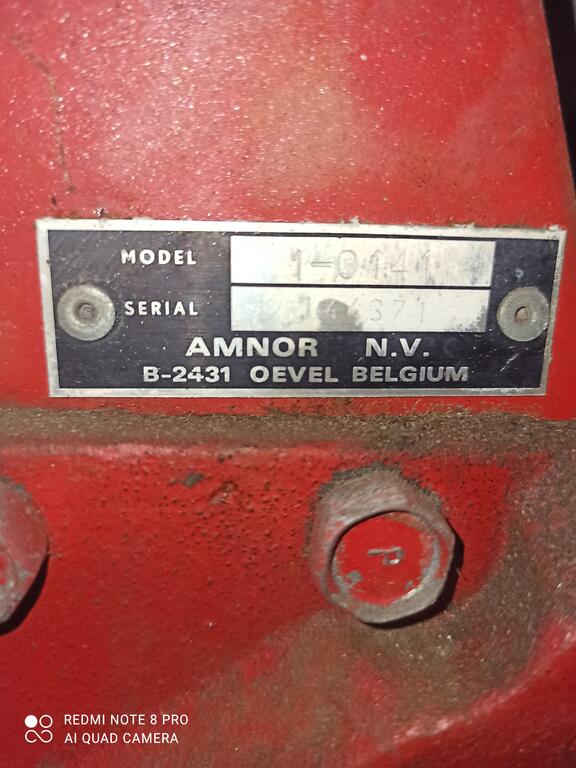 MODEL 1-0141
SERIAL
AMNOR N.V.
B-2431 OEVEL BELGIUM
P
REDMI NOTE 8 PRO
AI QUAD CAMERA